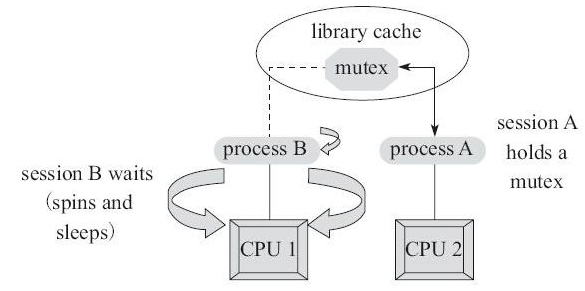 library cache
mutex
process B
process A
session A
holds a
mutex
session B waits
(spins and
sleeps)
CPU 1
CPU 2